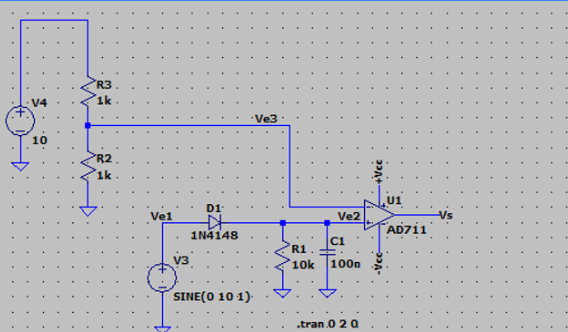 R3
1k
V4
10
Ve3
R2
1k
+Vcc
U1
Ve1
D1
1N4148
Ve2
Vs
AD711
R1
10k
C1
100n
-Vcc
V3
SINE(0 10 1)
.tran 0 2 0